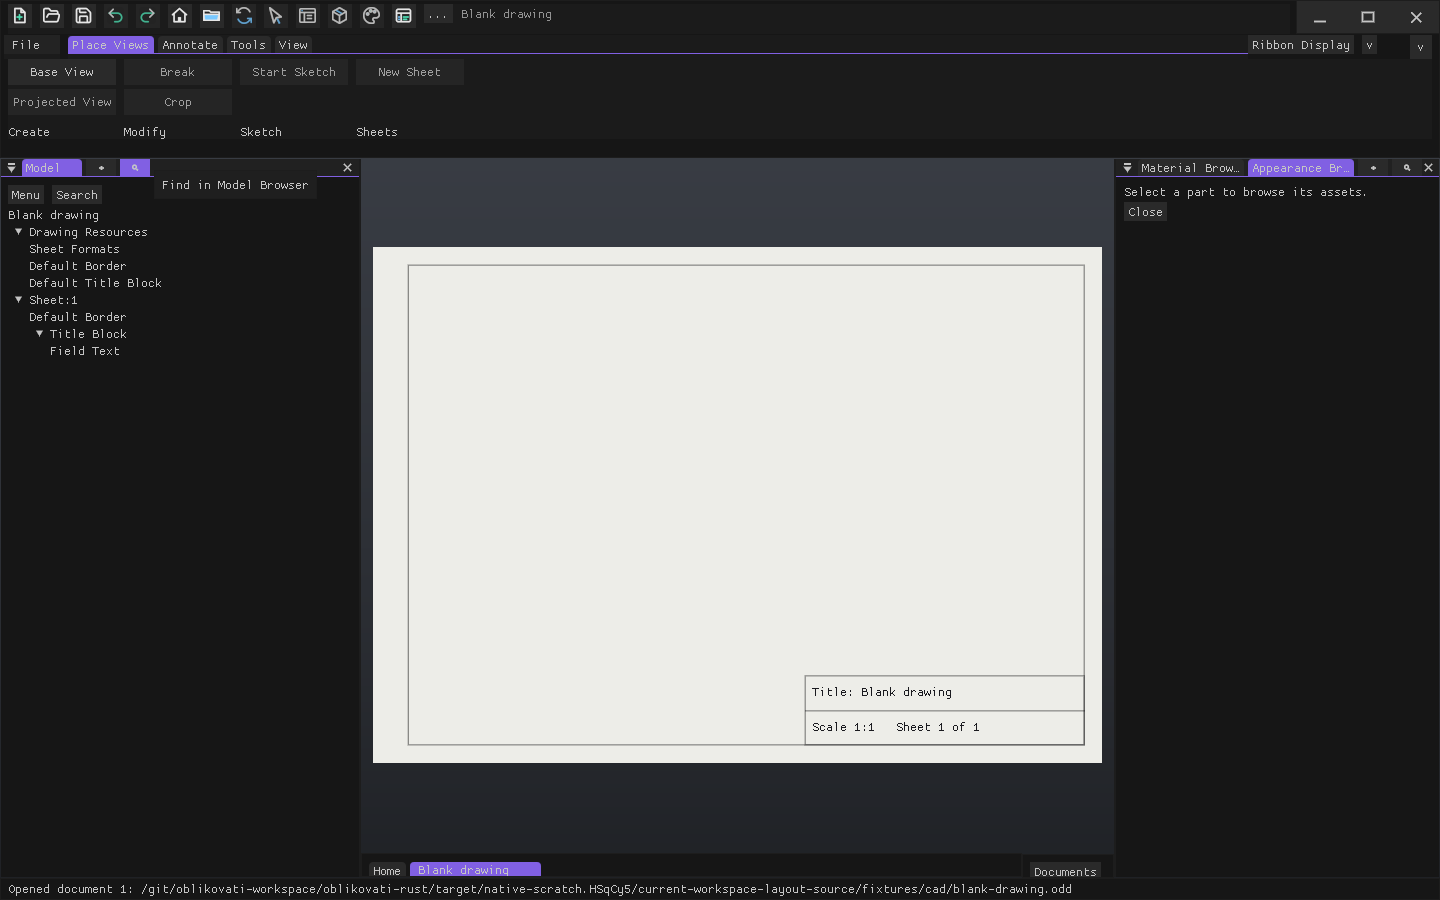 ... Blank drawing
File Place Views Annotate Tools View Ribbon Display v v
Base View Break Start Sketch New Sheet
Projected View Crop
Create Modify Sketch Sheets
Model
Find in Model Browser
Menu Search
Blank drawing
Drawing Resources
Sheet Formats
Default Border
Default Title Block
Sheet:1
Default Border
Title Block
Field Text
Title: Blank drawing
Scale 1:1 Sheet 1 of 1
Material Brow… Appearance Br…
Select a part to browse its assets.
Close
Home Blank drawing Documents
Opened document 1: /git/oblikovati-workspace/oblikovati-rust/target/native-scratch.HSqCy5/current-workspace-layout-source/fixtures/cad/blank-drawing.odd